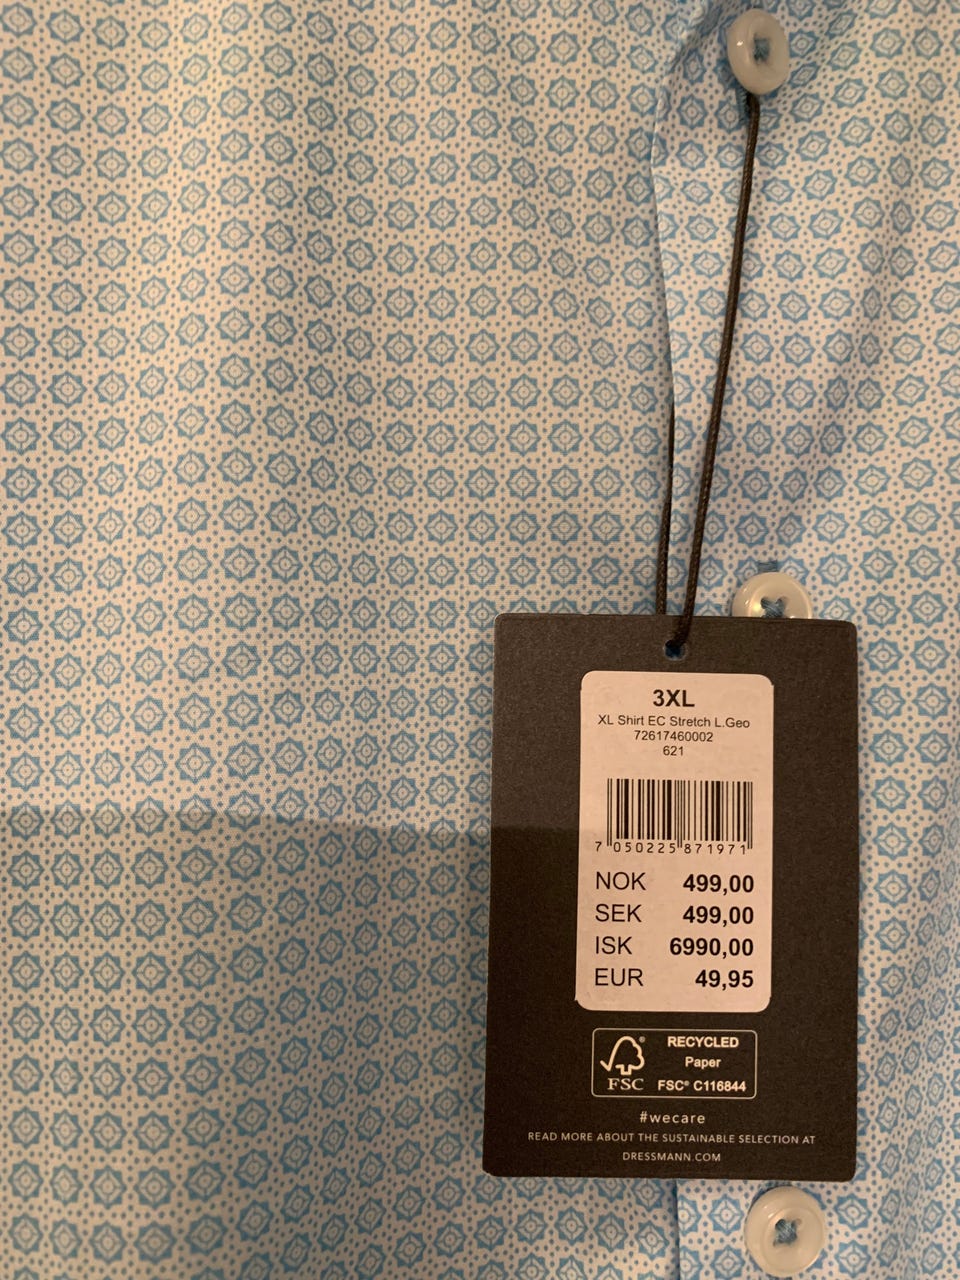 3XL
XL Shirt EC Stretch L.Geo
72617460002
621
7 050225 871971
NOK 499,00
SEK 499,00
ISK 6990,00
EUR 49,95
RECYCLED
Paper
FSC® C116844
® FSC
#wecare
READ MORE ABOUT THE SUSTAINABLE SELECTION AT
DRESSMANN.COM